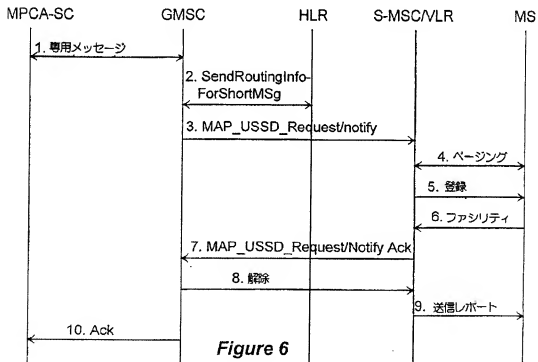 MPCA-SC GMSC HLR S-MSC/VLR MS
1. 専用メッセージ
2. SendRoutingInfo-
ForShortMSg
3. MAP_USSD_Request/notify
4. ページング
5. 登録
6. ファシリティ
7. MAP_USSD_Request/Notify Ack
8. 解除
9. 送信レポート
10. Ack
Figure 6